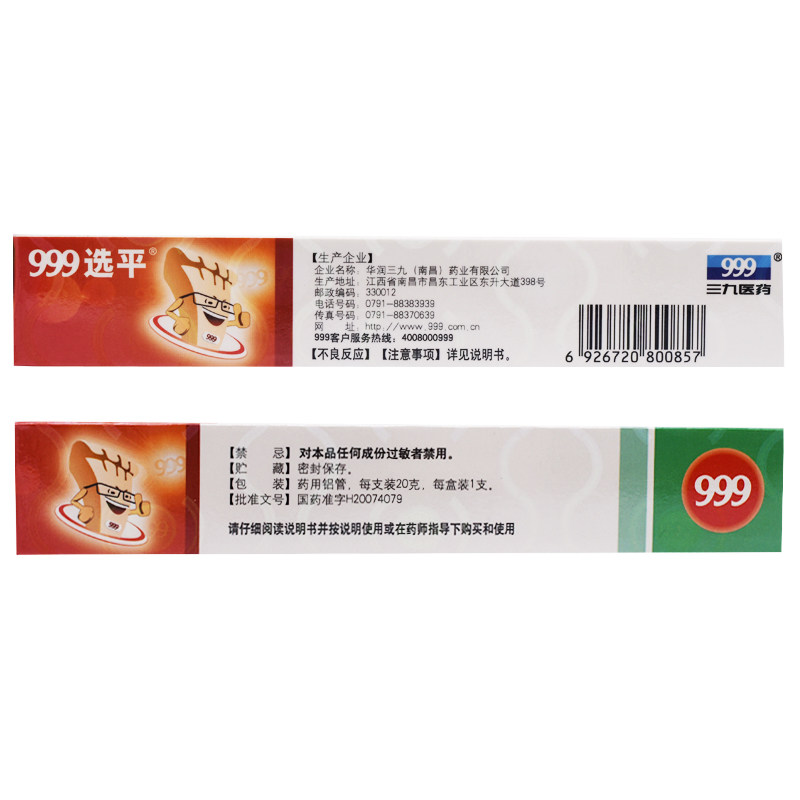 999选平®
999
999
【生产企业】
企业名称：华润三九（南昌）药业有限公司
生产地址：江西省南昌市昌东工业区东升大道398号
邮政编码：330012
电话号码：0791-88383939
传真号码：0791-88370639
网　　址：http://www.999.com.cn
999客户服务热线：4008000999
【不良反应】【注意事项】详见说明书。
999®
三九医药
6 926720 800857
999
999
【禁　　忌】对本品任何成份过敏者禁用。
【贮　　藏】密封保存。
【包　　装】药用铝管，每支装20克，每盒装1支。
【批准文号】国药准字H20074079
请仔细阅读说明书并按说明使用或在药师指导下购买和使用
999